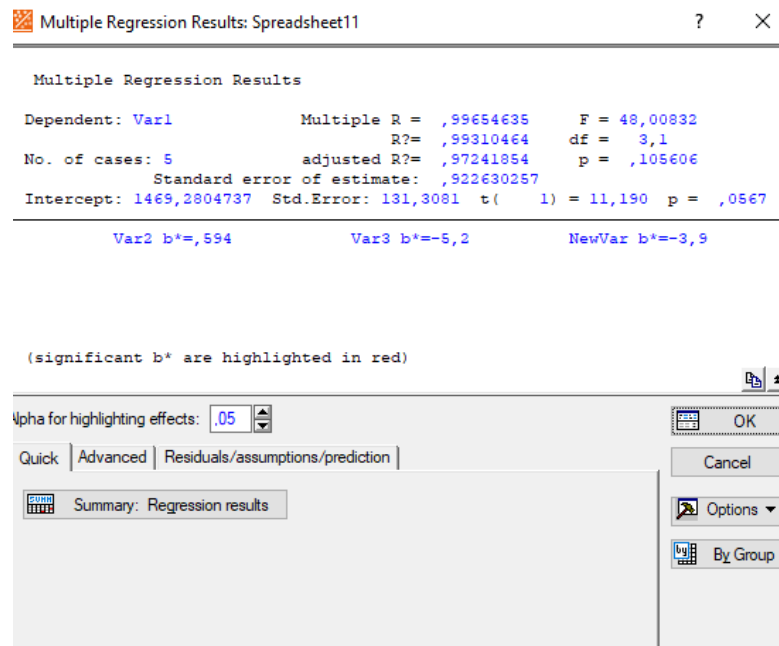 Multiple Regression Results: Spreadsheet11 ? ×
Multiple Regression Results
Dependent: Var1 Multiple R = ,99654635 F = 48,00832
R?= ,99310464 df = 3,1
No. of cases: 5 adjusted R?= ,97241854 p = ,105606
Standard error of estimate: ,922630257
Intercept: 1469,2804737 Std.Error: 131,3081 t( 1) = 11,190 p = ,0567
Var2 b*=,594 Var3 b*=-5,2 NewVar b*=-3,9
(significant b* are highlighted in red)
Alpha for highlighting effects: ,05 OK
Quick Advanced Residuals/assumptions/prediction Cancel
SUMM Summary: Regression results Options
By Group